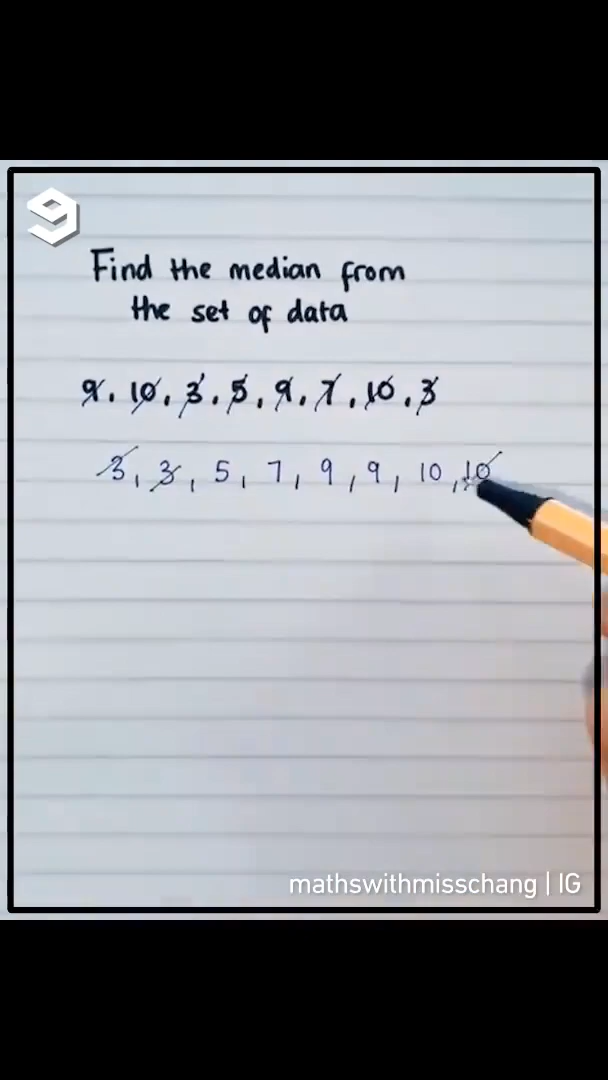 9
Find the median from
the set of data
9, 10, 3, 5, 9, 7, 10, 3
3, 3, 5, 7, 9, 9, 10, 10
mathswithmisschang | IG